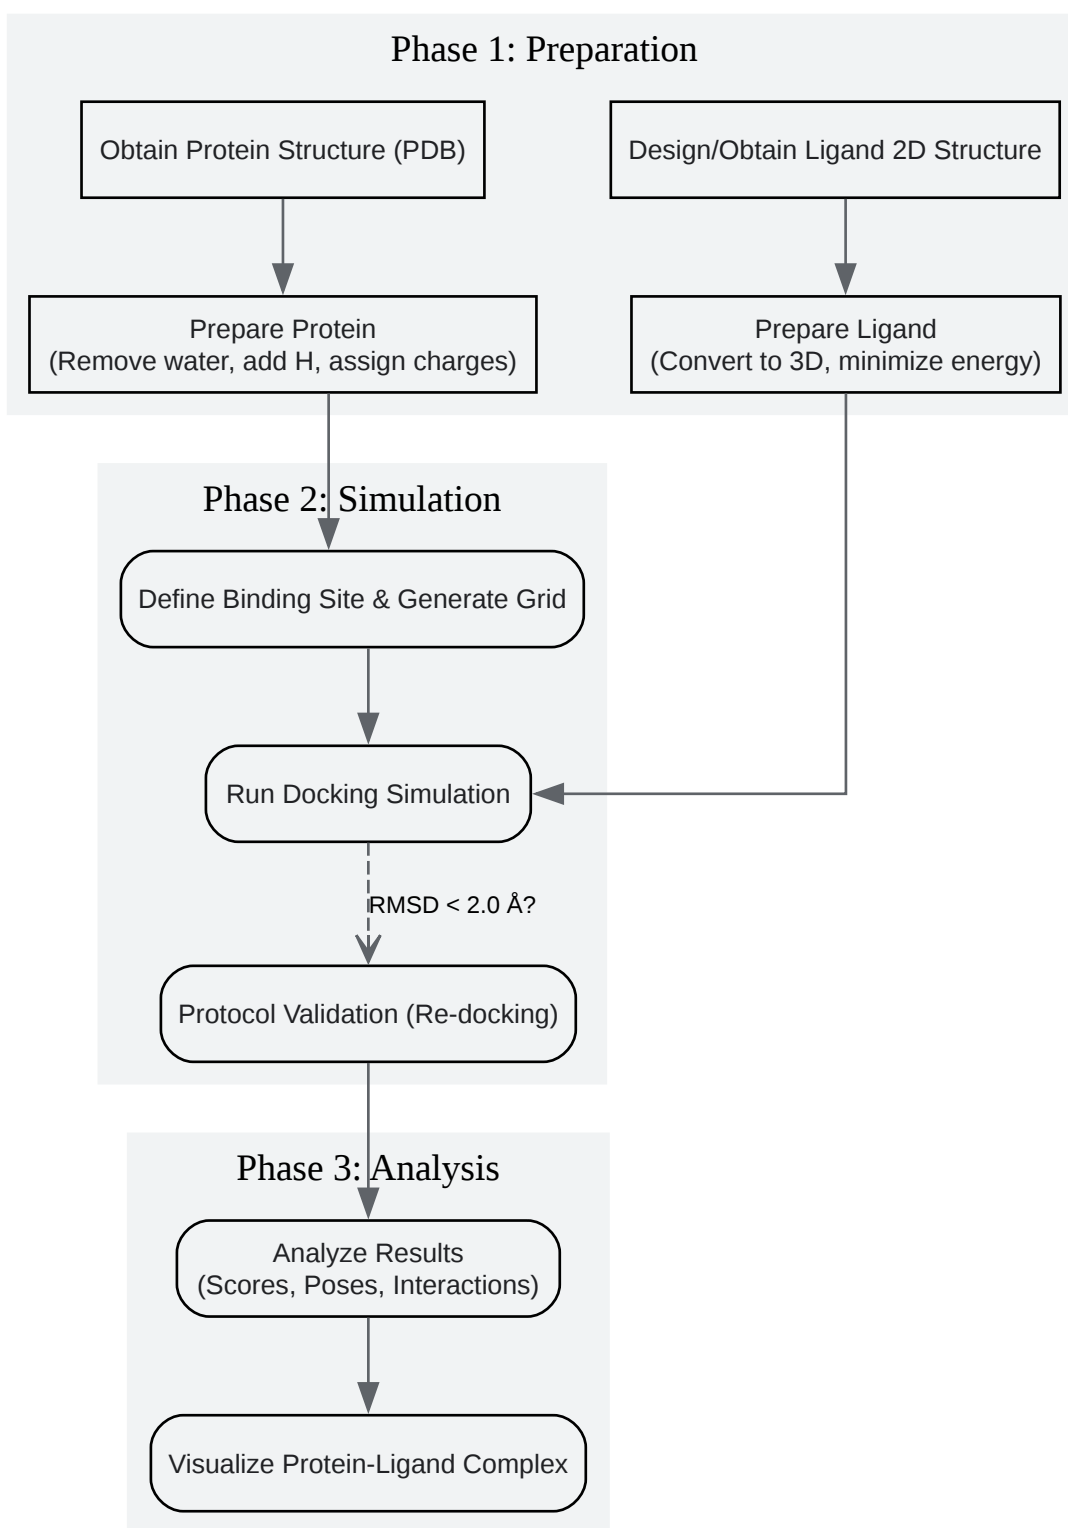 Phase 1: Preparation
Obtain Protein Structure (PDB)
Design/Obtain Ligand 2D Structure
Prepare Protein
(Remove water, add H, assign charges)
Prepare Ligand
(Convert to 3D, minimize energy)
Phase 2: Simulation
Define Binding Site & Generate Grid
Run Docking Simulation
RMSD < 2.0 Å?
Protocol Validation (Re-docking)
Phase 3: Analysis
Analyze Results
(Scores, Poses, Interactions)
Visualize Protein-Ligand Complex